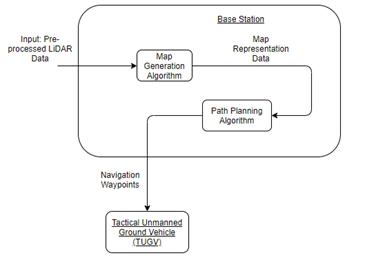 Base Station
Input: Pre-
processed LiDAR
Data
Map
Generation
Algorithm
Map
Representation
Data
Path Planning
Algorithm
Navigation
Waypoints
Tactical Unmanned
Ground Vehicle
(TUGV)